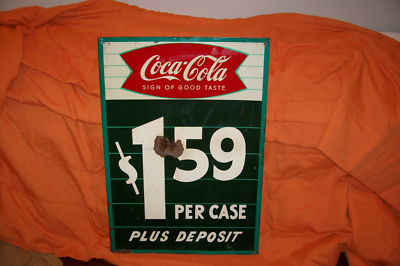 Coca-Cola
SIGN OF GOOD TASTE
$1.59
PER CASE
PLUS DEPOSIT